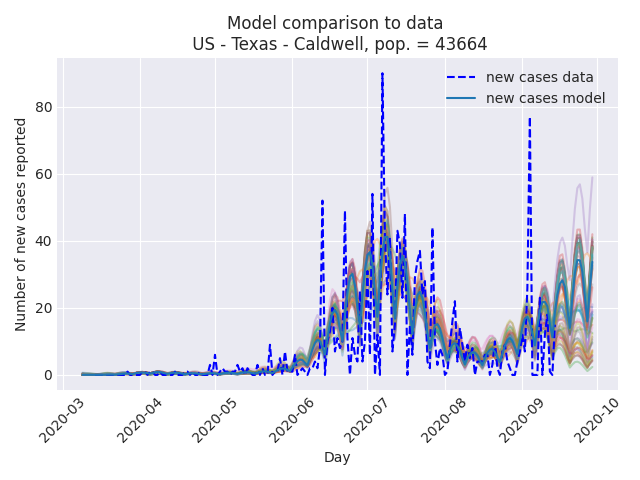 Model comparison to data
US - Texas - Caldwell, pop. = 43664
new cases data
new cases model
Number of new cases reported
80
60
40
20
0
2020-03
2020-04
2020-05
2020-06
2020-07
2020-08
2020-09
2020-10
Day